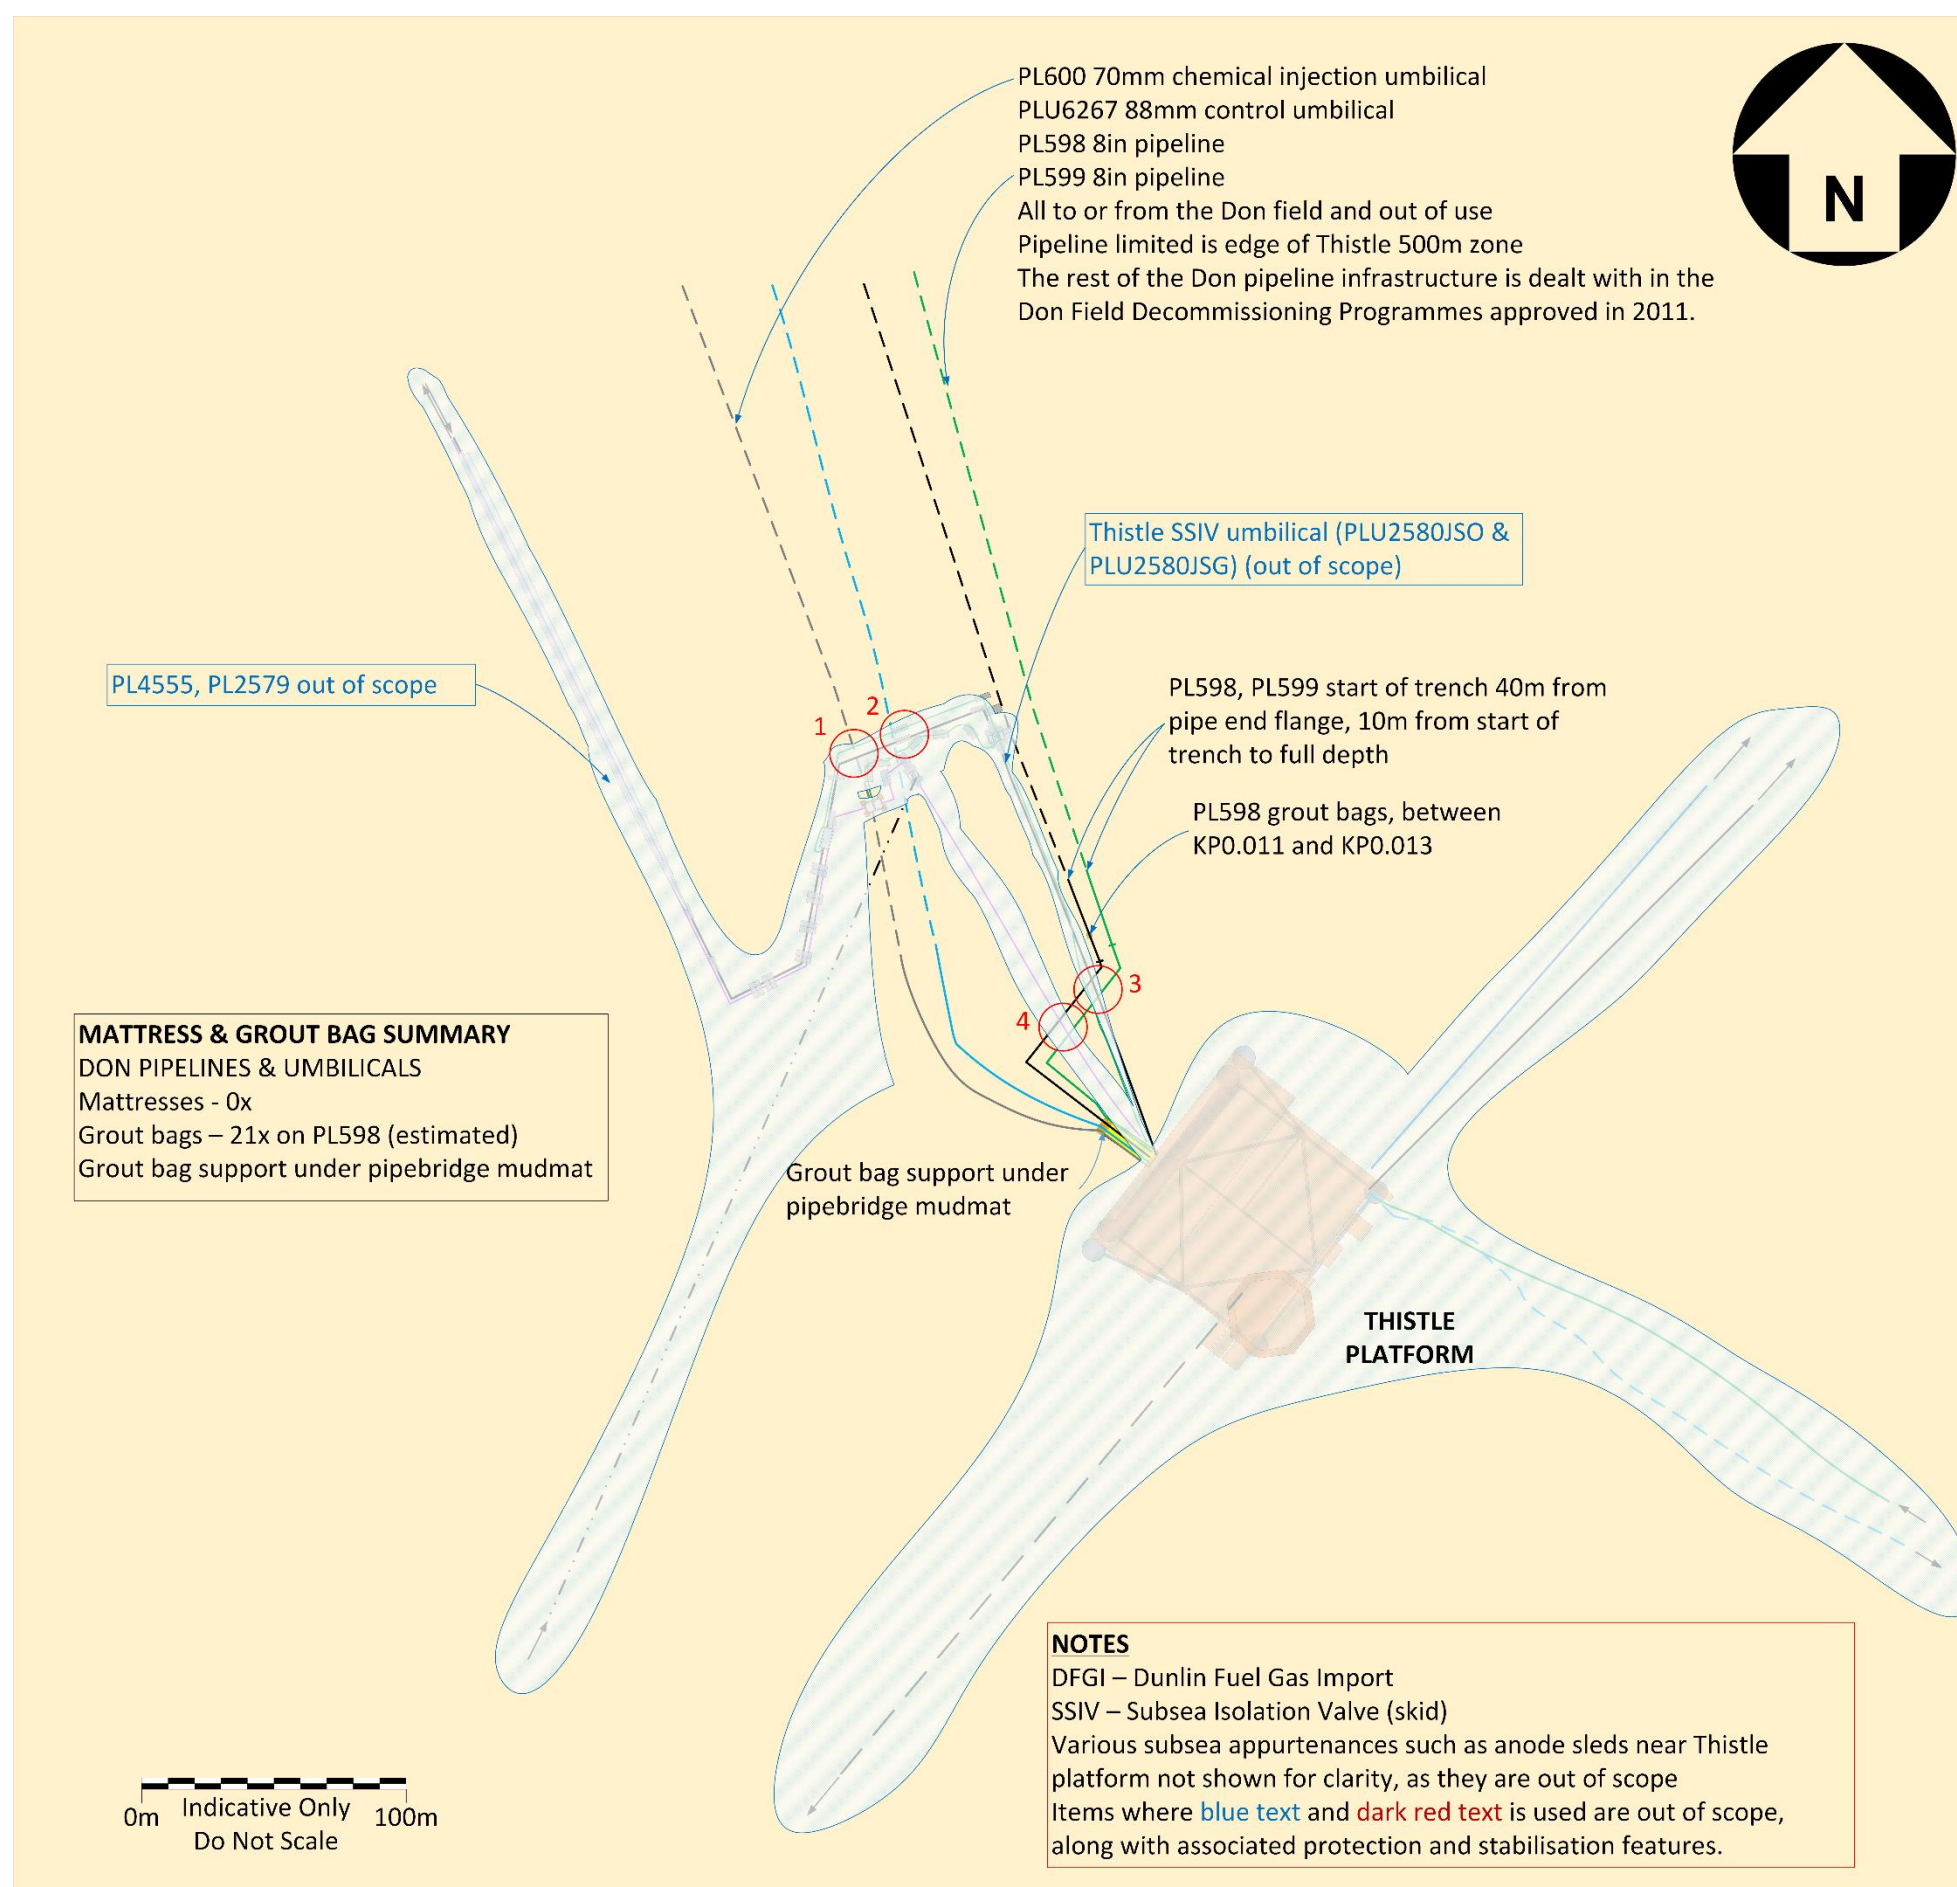 PL600 70mm chemical injection umbilical
PLU6267 88mm control umbilical
PL598 8in pipeline
PL599 8in pipeline
All to or from the Don field and out of use
Pipeline limited is edge of Thistle 500m zone
The rest of the Don pipeline infrastructure is dealt with in the
Don Field Decommissioning Programmes approved in 2011.
N
Thistle SSIV umbilical (PLU2580JSO &
PLU2580JSG) (out of scope)
PL4555, PL2579 out of scope
PL598, PL599 start of trench 40m from
pipe end flange, 10m from start of
trench to full depth
1
2
PL598 grout bags, between
KP0.011 and KP0.013
3
4
MATTRESS & GROUT BAG SUMMARY
DON PIPELINES & UMBILICALS
Mattresses - 0x
Grout bags – 21x on PL598 (estimated)
Grout bag support under pipebridge mudmat
Grout bag support under
pipebridge mudmat
THISTLE
PLATFORM
NOTES
DFGI – Dunlin Fuel Gas Import
SSIV – Subsea Isolation Valve (skid)
Various subsea appurtenances such as anode sleds near Thistle
platform not shown for clarity, as they are out of scope
Items where blue text and dark red text is used are out of scope,
along with associated protection and stabilisation features.
0m Indicative Only 100m
Do Not Scale